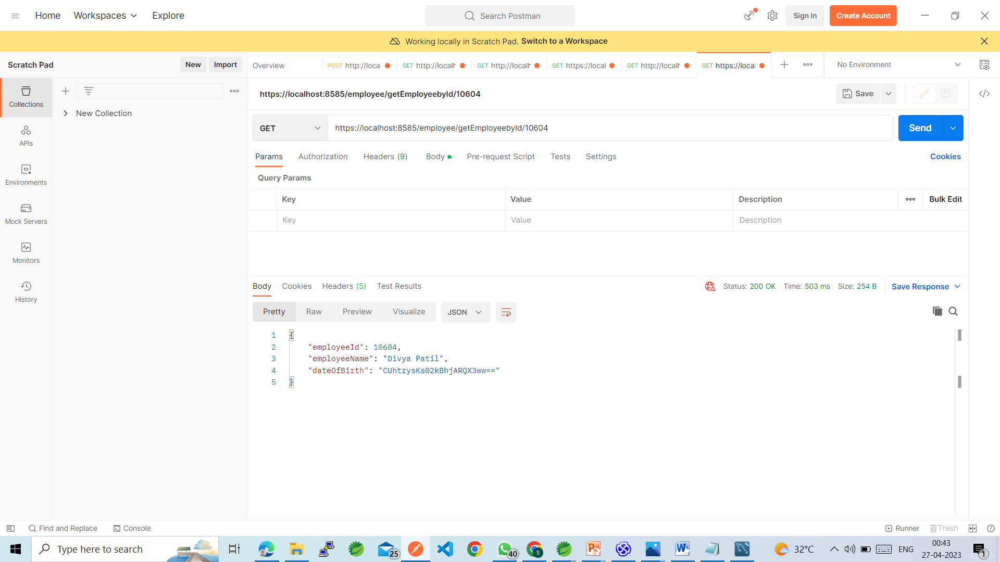 Home
Workspaces
Explore
Search Postman
Sign In
Create Account
Working locally in Scratch Pad. Switch to a Workspace
Scratch Pad
New
Import
Overview
POST http://loca
GET http://localh
GET http://localh
GET https://local
GET http://localh
GET https://local
No Environment
Collections
APIs
Environments
Mock Servers
Monitors
History
New Collection
https://localhost:8585/employee/getEmployeebyId/10604
Save
GET
https://localhost:8585/employee/getEmployeebyId/10604
Send
Params
Authorization
Headers (9)
Body
Pre-request Script
Tests
Settings
Cookies
Query Params
Key
Value
Description
Bulk Edit
Key
Value
Description
Body
Cookies
Headers (5)
Test Results
Status: 200 OK
Time: 503 ms
Size: 254 B
Save Response
Pretty
Raw
Preview
Visualize
JSON
1 {
2 "employeeId": 10604,
3 "employeeName": "Divya Patil",
4 "dateOfBirth": "CUhtrysKs02kBhjARQX3ww=="
5 }
Find and Replace
Console
Runner
Trash
Type here to search
25
40
S
32°C
ENG
00:43
27-04-2023
1